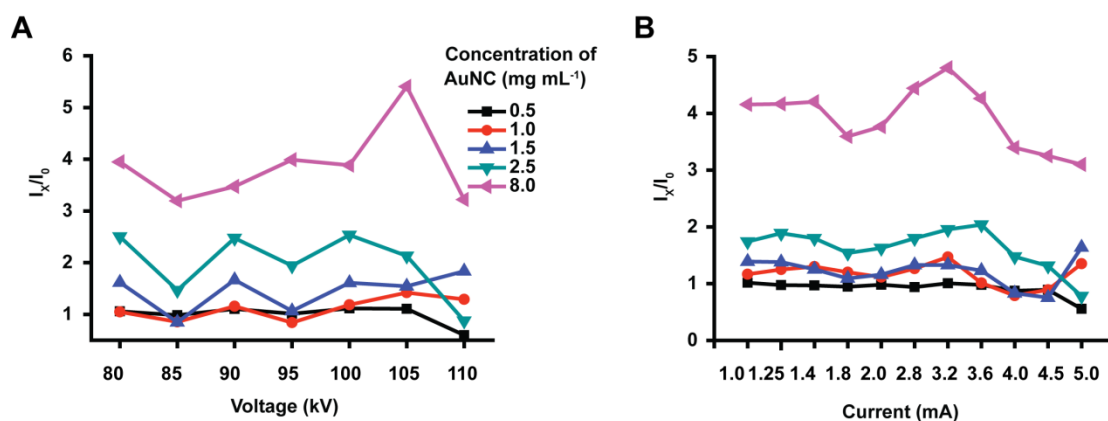 A
Concentration of
AuNC (mg mL⁻¹)
0.5
1.0
1.5
2.5
8.0
6
5
4
3
2
1
Iₓ/I₀
80 85 90 95 100 105 110
Voltage (kV)
B
5
4
3
2
1
0
Iₓ/I₀
1.0 1.25 1.4 1.8 2.0 2.8 3.2 3.6 4.0 4.5 5.0
Current (mA)